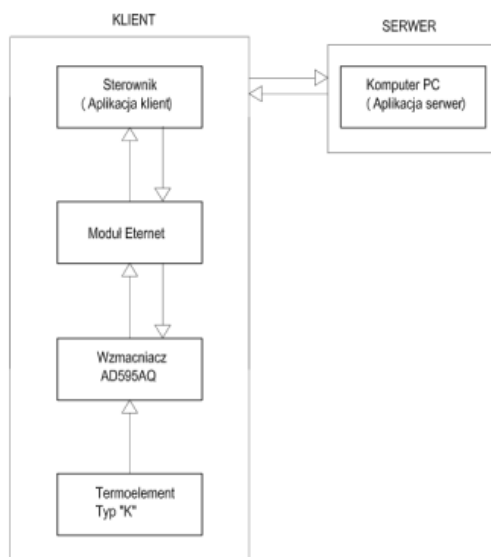 KLIENT
SERWER
Sterownik
( Aplikacja klient)
Komputer PC
( Aplikacja serwer)
Moduł Eternet
Wzmacniacz
AD595AQ
Termoelement
Typ "K"